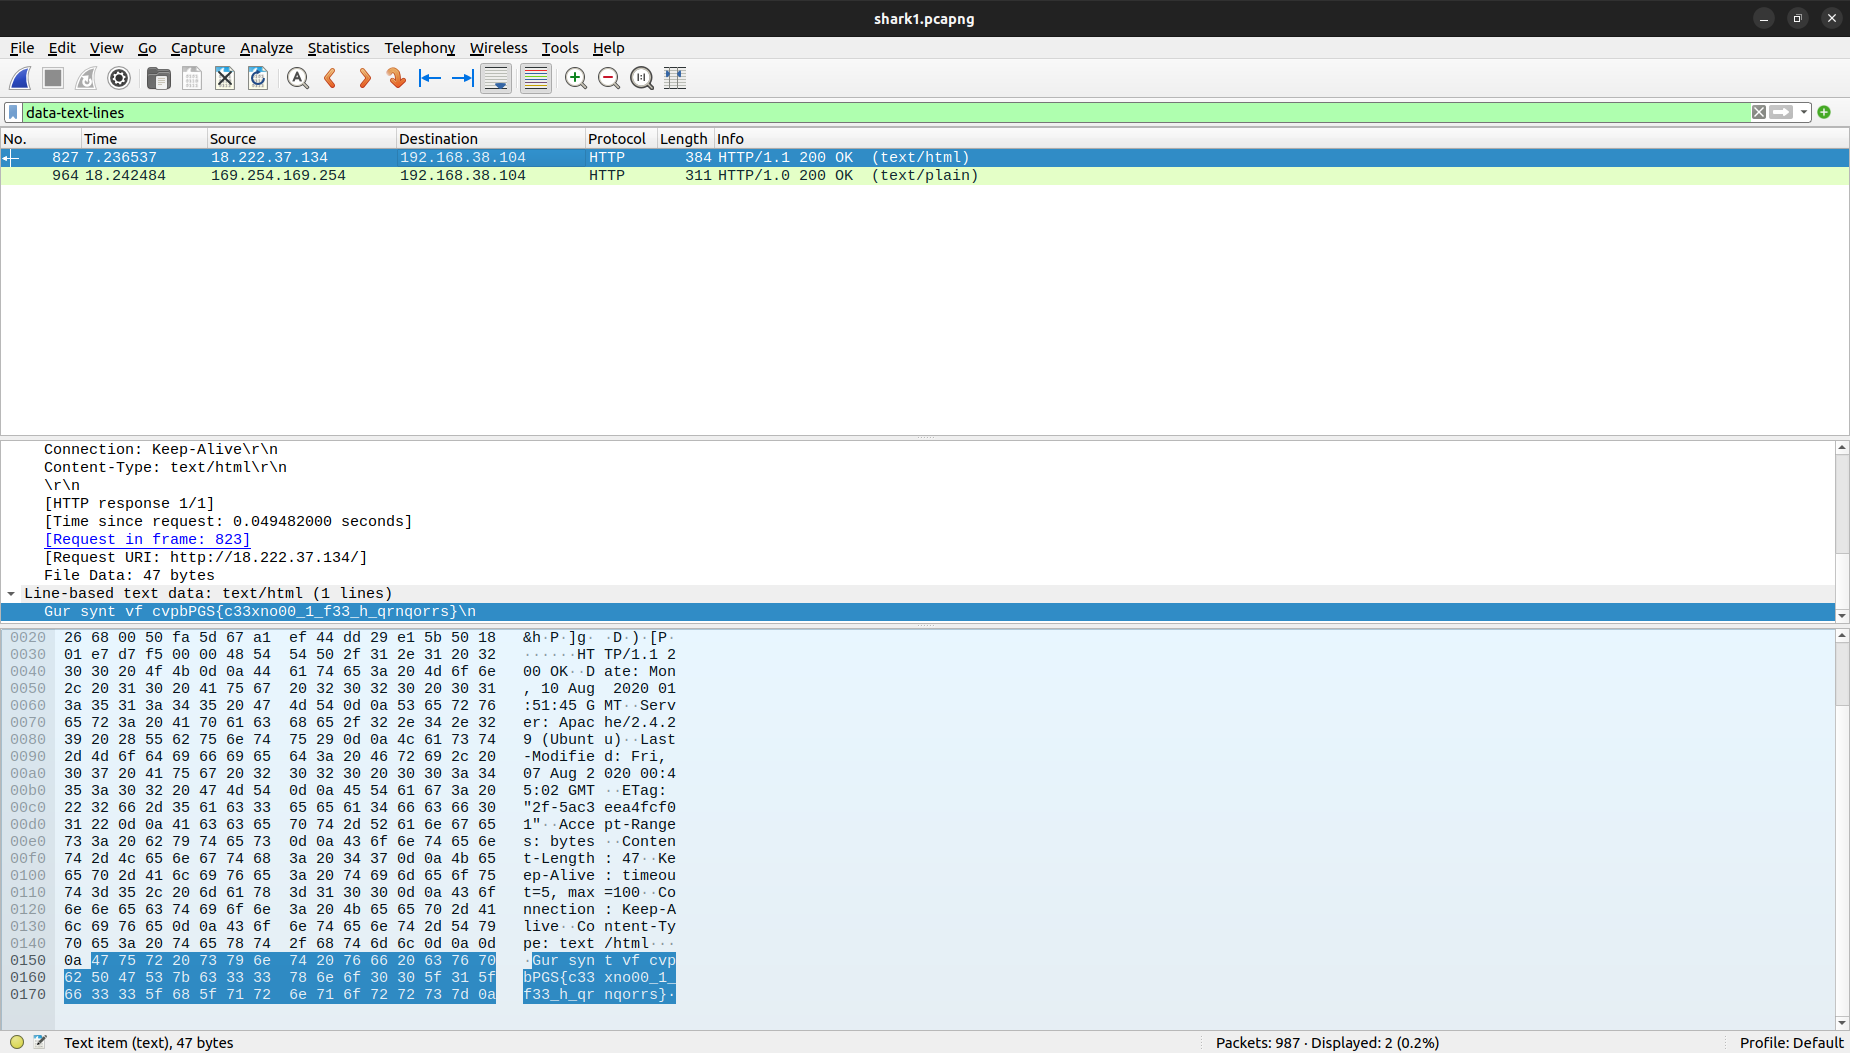 shark1.pcapng
File Edit View Go Capture Analyze Statistics Telephony Wireless Tools Help
data-text-lines
No. Time Source Destination Protocol Length Info
827 7.236537 18.222.37.134 192.168.38.104 HTTP 384 HTTP/1.1 200 OK (text/html)
964 18.242484 169.254.169.254 192.168.38.104 HTTP 311 HTTP/1.0 200 OK (text/plain)
Connection: Keep-Alive\r\n
Content-Type: text/html\r\n
\r\n
[HTTP response 1/1]
[Time since request: 0.049482000 seconds]
[Request in frame: 823]
[Request URI: http://18.222.37.134/]
File Data: 47 bytes
Line-based text data: text/html (1 lines)
Gur synt vf cvpbPGS{c33xno00_1_f33_h_qrnqorrs}\n
0020 26 68 00 50 fa 5d 67 a1 ef 44 dd 29 e1 5b 50 18 &h·P·]g· ·D·)·[P·
0030 01 e7 d7 f5 00 00 48 54 54 50 2f 31 2e 31 20 32 ······HT TP/1.1 2
0040 30 30 20 4f 4b 0d 0a 44 61 74 65 3a 20 4d 6f 6e 00 OK··D ate: Mon
0050 2c 20 31 30 20 41 75 67 20 32 30 32 30 20 30 31 , 10 Aug 2020 01
0060 3a 35 31 3a 34 35 20 47 4d 54 0d 0a 53 65 72 76 :51:45 G MT··Serv
0070 65 72 3a 20 41 70 61 63 68 65 2f 32 2e 34 2e 32 er: Apac he/2.4.2
0080 39 20 28 55 62 75 6e 74 75 29 0d 0a 4c 61 73 74 9 (Ubunt u)··Last
0090 2d 4d 6f 64 69 66 69 65 64 3a 20 46 72 69 2c 20 -Modifie d: Fri,
00a0 30 37 20 41 75 67 20 32 30 32 30 20 30 30 3a 34 07 Aug 2 020 00:4
00b0 35 3a 30 32 20 47 4d 54 0d 0a 45 54 61 67 3a 20 5:02 GMT ··ETag:
00c0 22 32 66 2d 35 61 63 33 65 65 61 34 66 63 66 30 "2f-5ac3 eea4fcf0
00d0 31 22 0d 0a 41 63 63 65 70 74 2d 52 61 6e 67 65 1"··Acce pt-Range
00e0 73 3a 20 62 79 74 65 73 0d 0a 43 6f 6e 74 65 6e s: bytes ··Conten
00f0 74 2d 4c 65 6e 67 74 68 3a 20 34 37 0d 0a 4b 65 t-Length : 47··Ke
0100 65 70 2d 41 6c 69 76 65 3a 20 74 69 6d 65 6f 75 ep-Alive : timeou
0110 74 3d 35 2c 20 6d 61 78 3d 31 30 30 0d 0a 43 6f t=5, max =100··Co
0120 6e 6e 65 63 74 69 6f 6e 3a 20 4b 65 65 70 2d 41 nnection : Keep-A
0130 6c 69 76 65 0d 0a 43 6f 6e 74 65 6e 74 2d 54 79 live··Co ntent-Ty
0140 70 65 3a 20 74 65 78 74 2f 68 74 6d 6c 0d 0a 0d pe: text /html···
0150 0a 47 75 72 20 73 79 6e 74 20 76 66 20 63 76 70 ·Gur syn t vf cvp
0160 62 50 47 53 7b 63 33 33 78 6e 6f 30 30 5f 31 5f bPGS{c33 xno00_1_
0170 66 33 33 5f 68 5f 71 72 6e 71 6f 72 72 73 7d 0a f33_h_qr nqorrs}·
Text item (text), 47 bytes Packets: 987 · Displayed: 2 (0.2%) Profile: Default